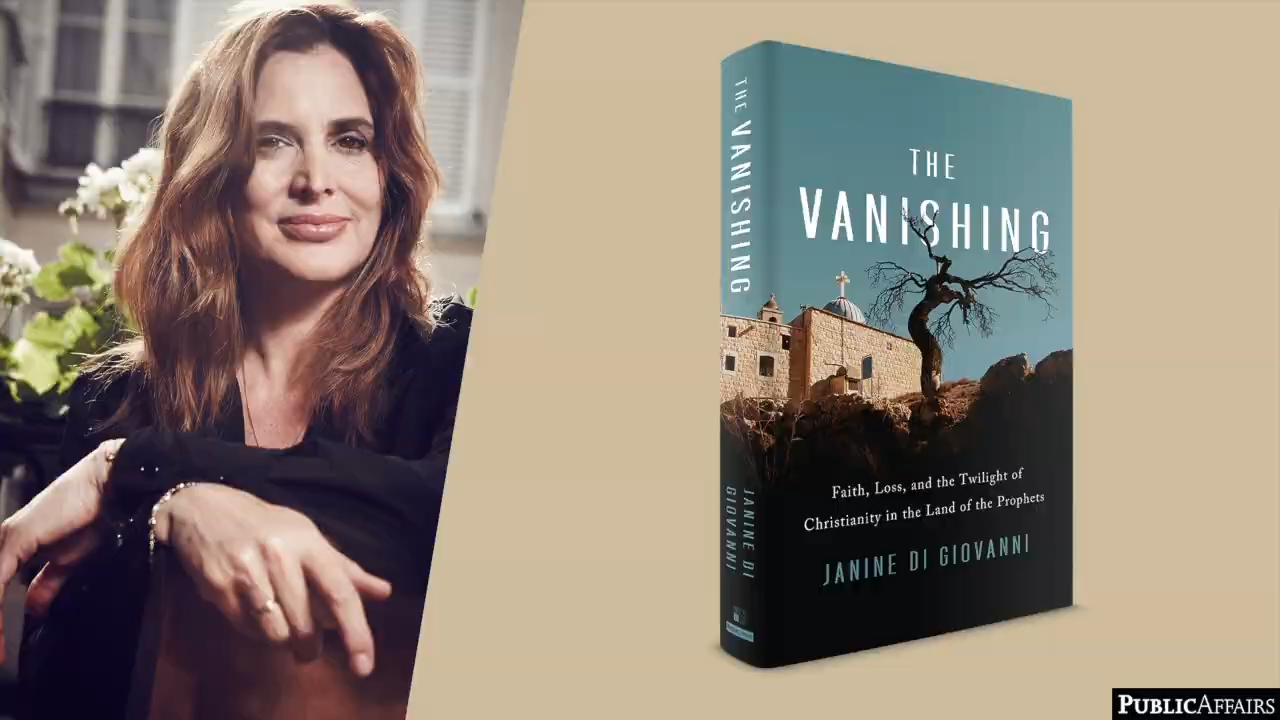 THE VANISHING
JANINE DI
GIOVANNI
THE
VANISHING
Faith, Loss, and the Twilight of
Christianity in the Land of the Prophets
JANINE DI GIOVANNI
PUBLICAFFAIRS